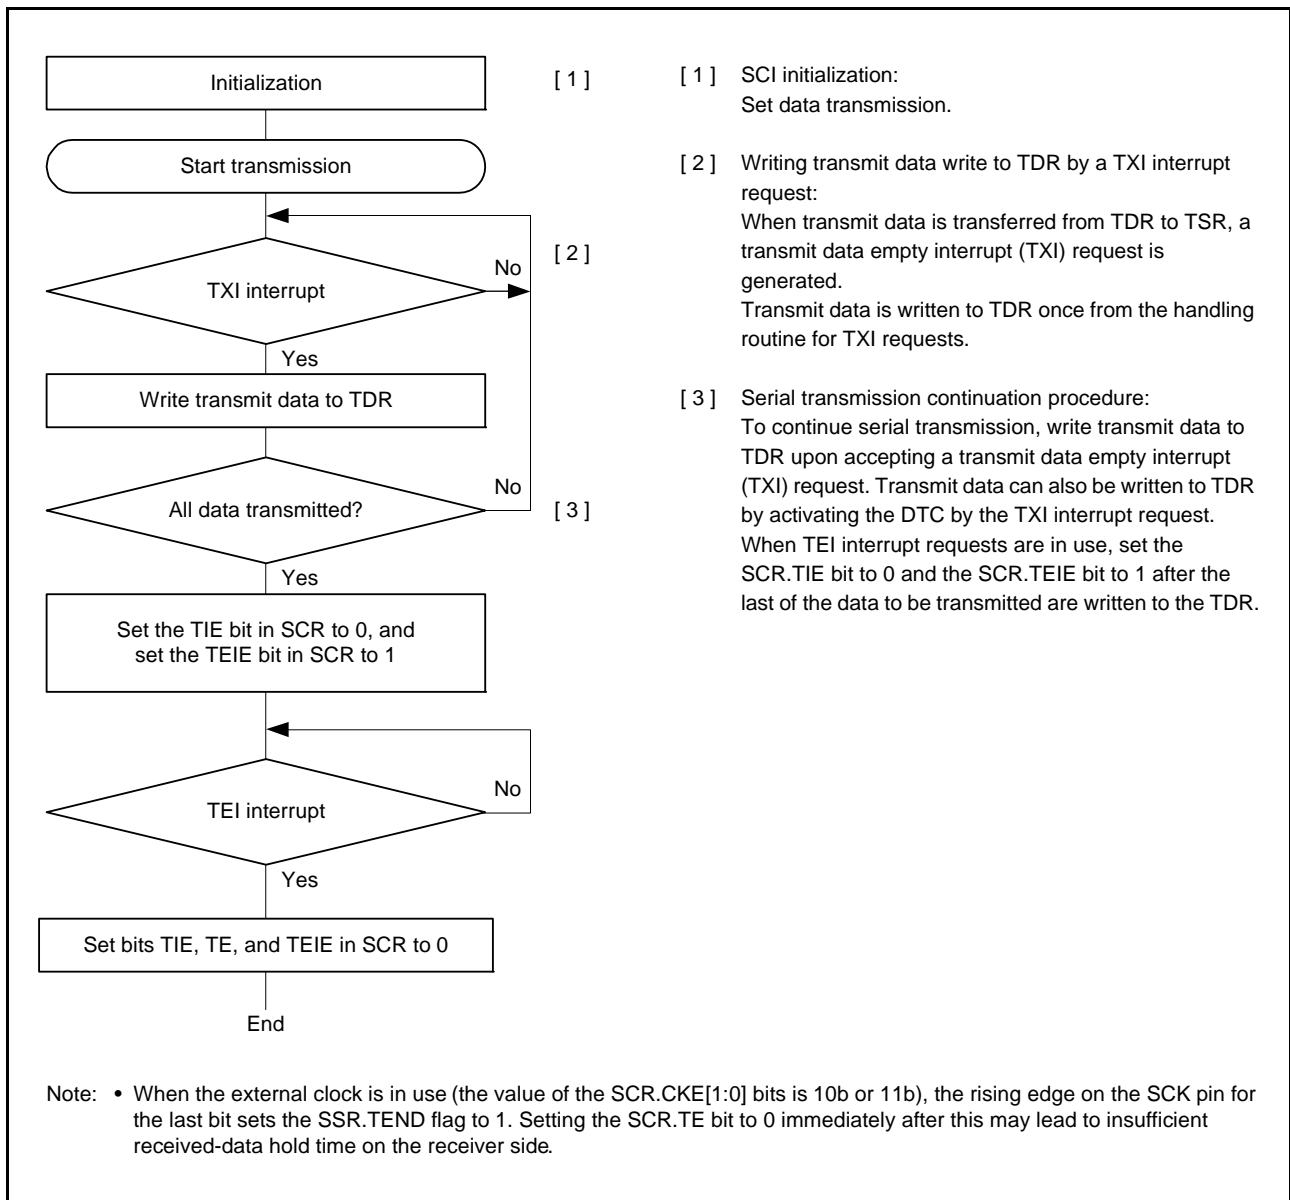 Initialization
[ 1 ]
Start transmission
[ 2 ]
TXI interrupt
No
Yes
Write transmit data to TDR
All data transmitted?
No
[ 3 ]
Yes
Set the TIE bit in SCR to 0, and
set the TEIE bit in SCR to 1
TEI interrupt
No
Yes
Set bits TIE, TE, and TEIE in SCR to 0
End
[ 1 ] SCI initialization:
Set data transmission.
[ 2 ] Writing transmit data write to TDR by a TXI interrupt
request:
When transmit data is transferred from TDR to TSR, a
transmit data empty interrupt (TXI) request is
generated.
Transmit data is written to TDR once from the handling
routine for TXI requests.
[ 3 ] Serial transmission continuation procedure:
To continue serial transmission, write transmit data to
TDR upon accepting a transmit data empty interrupt
(TXI) request. Transmit data can also be written to TDR
by activating the DTC by the TXI interrupt request.
When TEI interrupt requests are in use, set the
SCR.TIE bit to 0 and the SCR.TEIE bit to 1 after the
last of the data to be transmitted are written to the TDR.
Note: • When the external clock is in use (the value of the SCR.CKE[1:0] bits is 10b or 11b), the rising edge on the SCK pin for
the last bit sets the SSR.TEND flag to 1. Setting the SCR.TE bit to 0 immediately after this may lead to insufficient
received-data hold time on the receiver side.